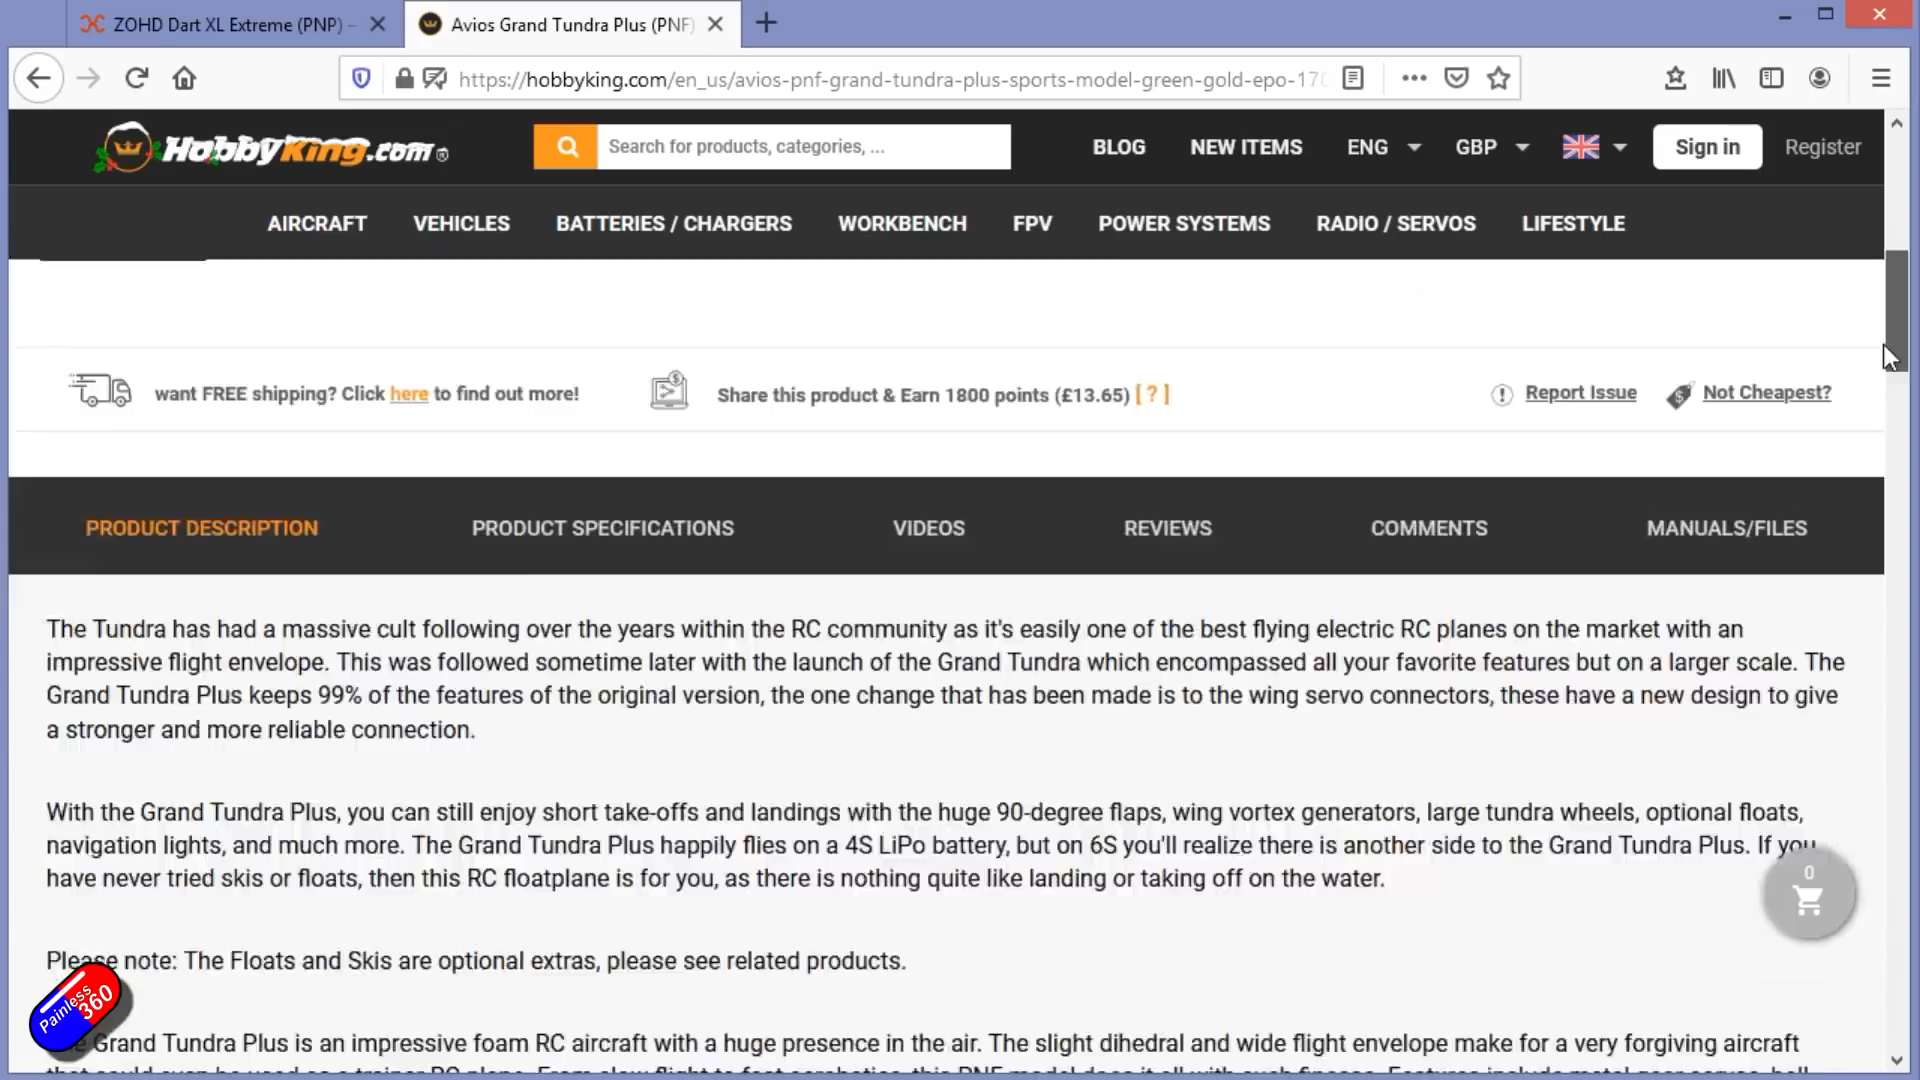 ZOHD Dart XL Extreme (PNP) -
Avios Grand Tundra Plus (PNF)
https://hobbyking.com/en_us/avios-pnf-grand-tundra-plus-sports-model-green-gold-epo-170
HobbyKing.com
Search for products, categories, ...
BLOG
NEW ITEMS
ENG
GBP
Sign in
Register
AIRCRAFT
VEHICLES
BATTERIES / CHARGERS
WORKBENCH
FPV
POWER SYSTEMS
RADIO / SERVOS
LIFESTYLE
want FREE shipping? Click here to find out more!
Share this product & Earn 1800 points (£13.65) [ ? ]
Report Issue
Not Cheapest?
PRODUCT DESCRIPTION
PRODUCT SPECIFICATIONS
VIDEOS
REVIEWS
COMMENTS
MANUALS/FILES
The Tundra has had a massive cult following over the years within the RC community as it's easily one of the best flying electric RC planes on the market with an
impressive flight envelope. This was followed sometime later with the launch of the Grand Tundra which encompassed all your favorite features but on a larger scale. The
Grand Tundra Plus keeps 99% of the features of the original version, the one change that has been made is to the wing servo connectors, these have a new design to give
a stronger and more reliable connection.
With the Grand Tundra Plus, you can still enjoy short take-offs and landings with the huge 90-degree flaps, wing vortex generators, large tundra wheels, optional floats,
navigation lights, and much more. The Grand Tundra Plus happily flies on a 4S LiPo battery, but on 6S you'll realize there is another side to the Grand Tundra Plus. If you
have never tried skis or floats, then this RC floatplane is for you, as there is nothing quite like landing or taking off on the water.
0
Please note: The Floats and Skis are optional extras, please see related products.
Painless 360
Grand Tundra Plus is an impressive foam RC aircraft with a huge presence in the air. The slight dihedral and wide flight envelope make for a very forgiving aircraft